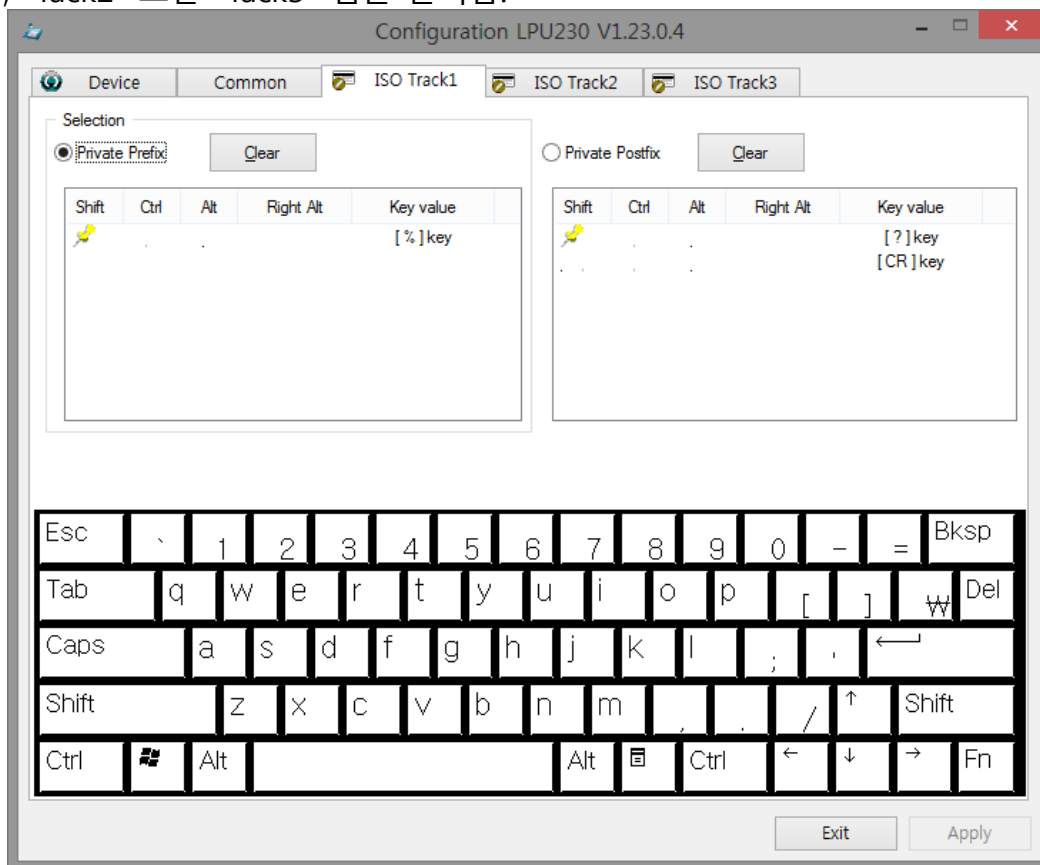 Configuration LPU230 V1.23.0.4
Device Common ISO Track1 ISO Track2 ISO Track3
Selection
Private Prefix Clear Private Postfix Clear
Shift Ctrl Alt Right Alt Key value Shift Ctrl Alt Right Alt Key value
[ % ] key [ ? ] key
[ CR ] key
Esc ` 1 2 3 4 5 6 7 8 9 0 - = Bksp
Tab q w e r t y u i o p [ ] ₩ Del
Caps a s d f g h j k l ; ' ←
Shift z x c v b n m , . / ↑ Shift
Ctrl Alt Alt Ctrl ← ↓ → Fn
Exit Apply